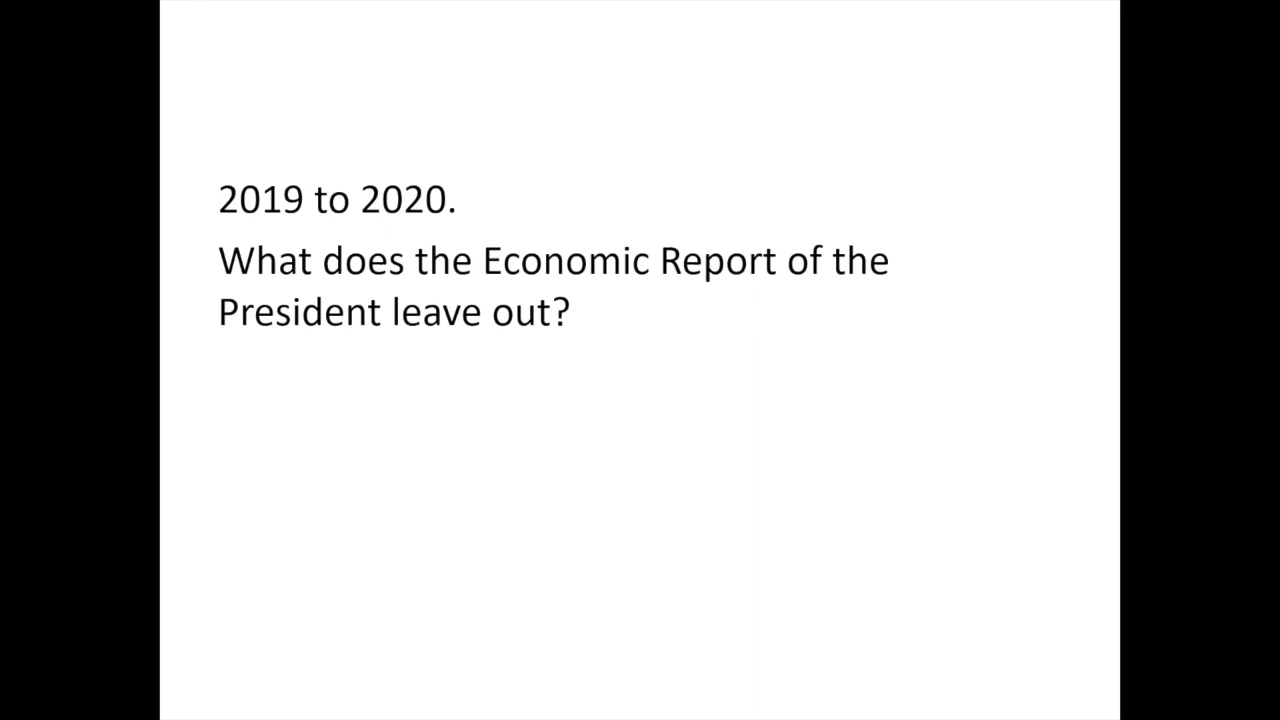 2019 to 2020.
What does the Economic Report of the
President leave out?